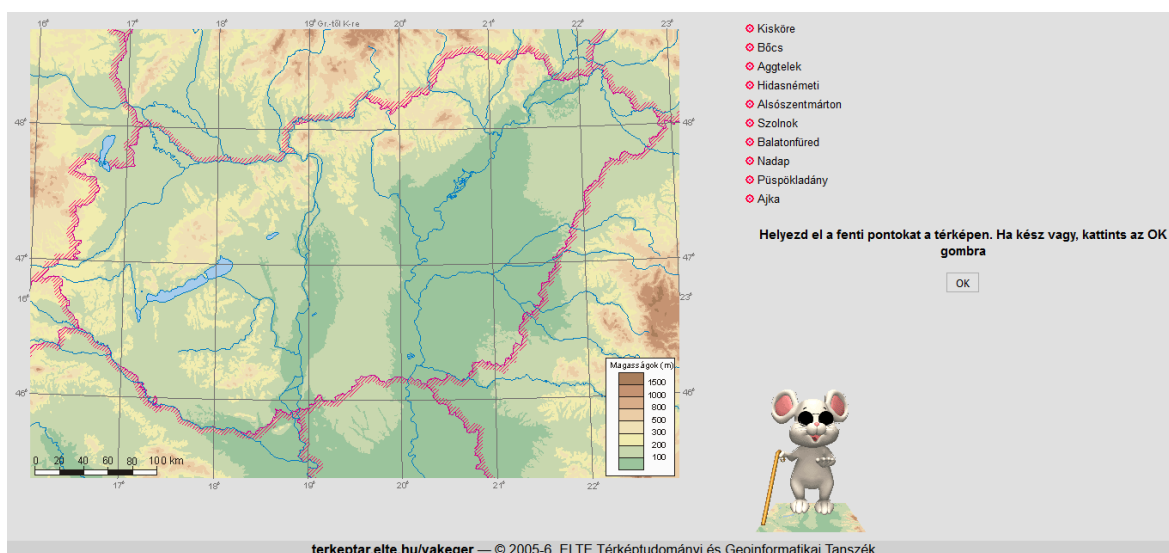 16° 17° 18° 19° Gr.-től K-re 20° 21° 22° 23°
Kisköre
Bőcs
Aggtelek
Hidasnémeti
Alsószentmárton
Szolnok
Balatonfüred
Nadap
Püspökladány
Ajka
Helyezd el a fenti pontokat a térképen. Ha kész vagy, kattints az OK
gombra
OK
48° 48°
47° 47°
16° 23°
46° 46°
Magasságok (m)
1500
1000
800
500
300
200
100
0 20 40 60 80 100 km
17° 18° 19° 20° 21° 22°
terkeptar.elte.hu/vakeger — © 2005-6, ELTE Térképtudományi és Geoinformatikai Tanszék